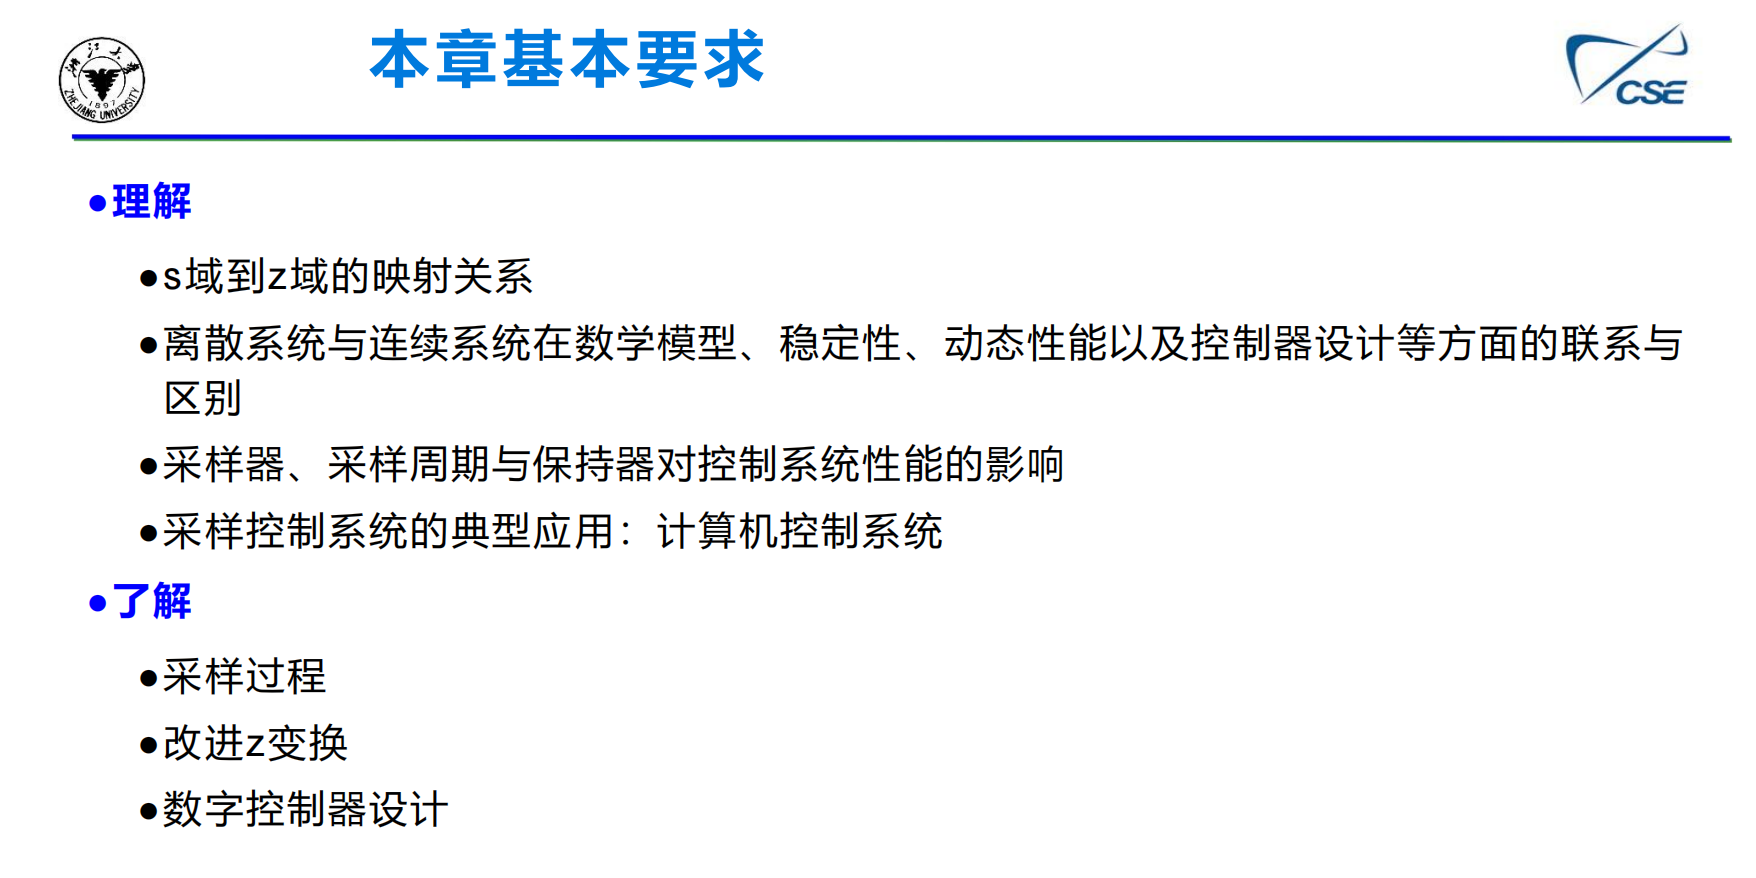 本章基本要求
浙江大学
ZHEJIANG UNIVERSITY
1897
CSE
●理解
●s域到z域的映射关系
●离散系统与连续系统在数学模型、稳定性、动态性能以及控制器设计等方面的联系与
区别
●采样器、采样周期与保持器对控制系统性能的影响
●采样控制系统的典型应用：计算机控制系统
●了解
●采样过程
●改进z变换
●数字控制器设计